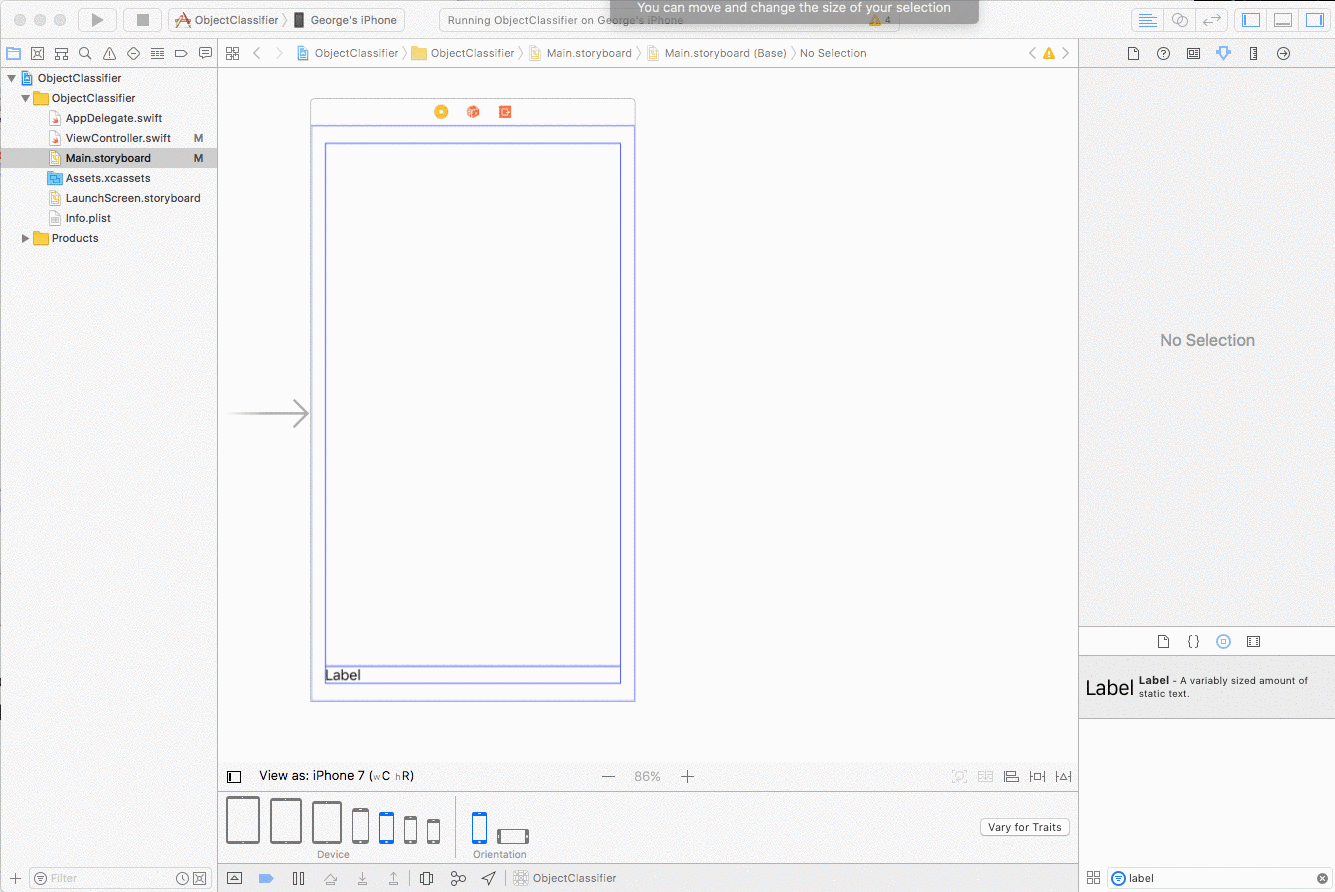 You can move and change the size of your selection
ObjectClassifier George's iPhone
Running ObjectClassifier on George's iPhone
4
ObjectClassifier ObjectClassifier Main.storyboard Main.storyboard (Base) No Selection
ObjectClassifier
ObjectClassifier
AppDelegate.swift
ViewController.swift M
Main.storyboard M
Assets.xcassets
LaunchScreen.storyboard
Info.plist
Products
Label
No Selection
Label Label - A variably sized amount of
static text.
View as: iPhone 7 (wC hR)
86%
Device
Orientation
Vary for Traits
Filter
ObjectClassifier
label